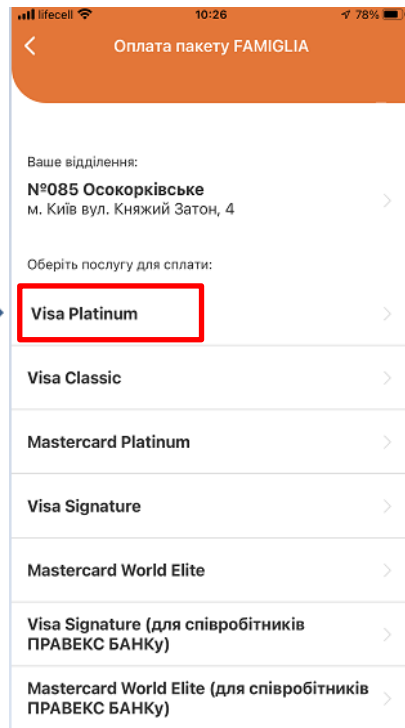 lifecell 10:26 78%
Оплата пакету FAMIGLIA
Ваше відділення:
№085 Осокорківське
м. Київ вул. Княжий Затон, 4
Оберіть послугу для сплати:
Visa Platinum
Visa Classic
Mastercard Platinum
Visa Signature
Mastercard World Elite
Visa Signature (для співробітників
ПРАВЕКС БАНКу)
Mastercard World Elite (для співробітників
ПРАВЕКС БАНКу)